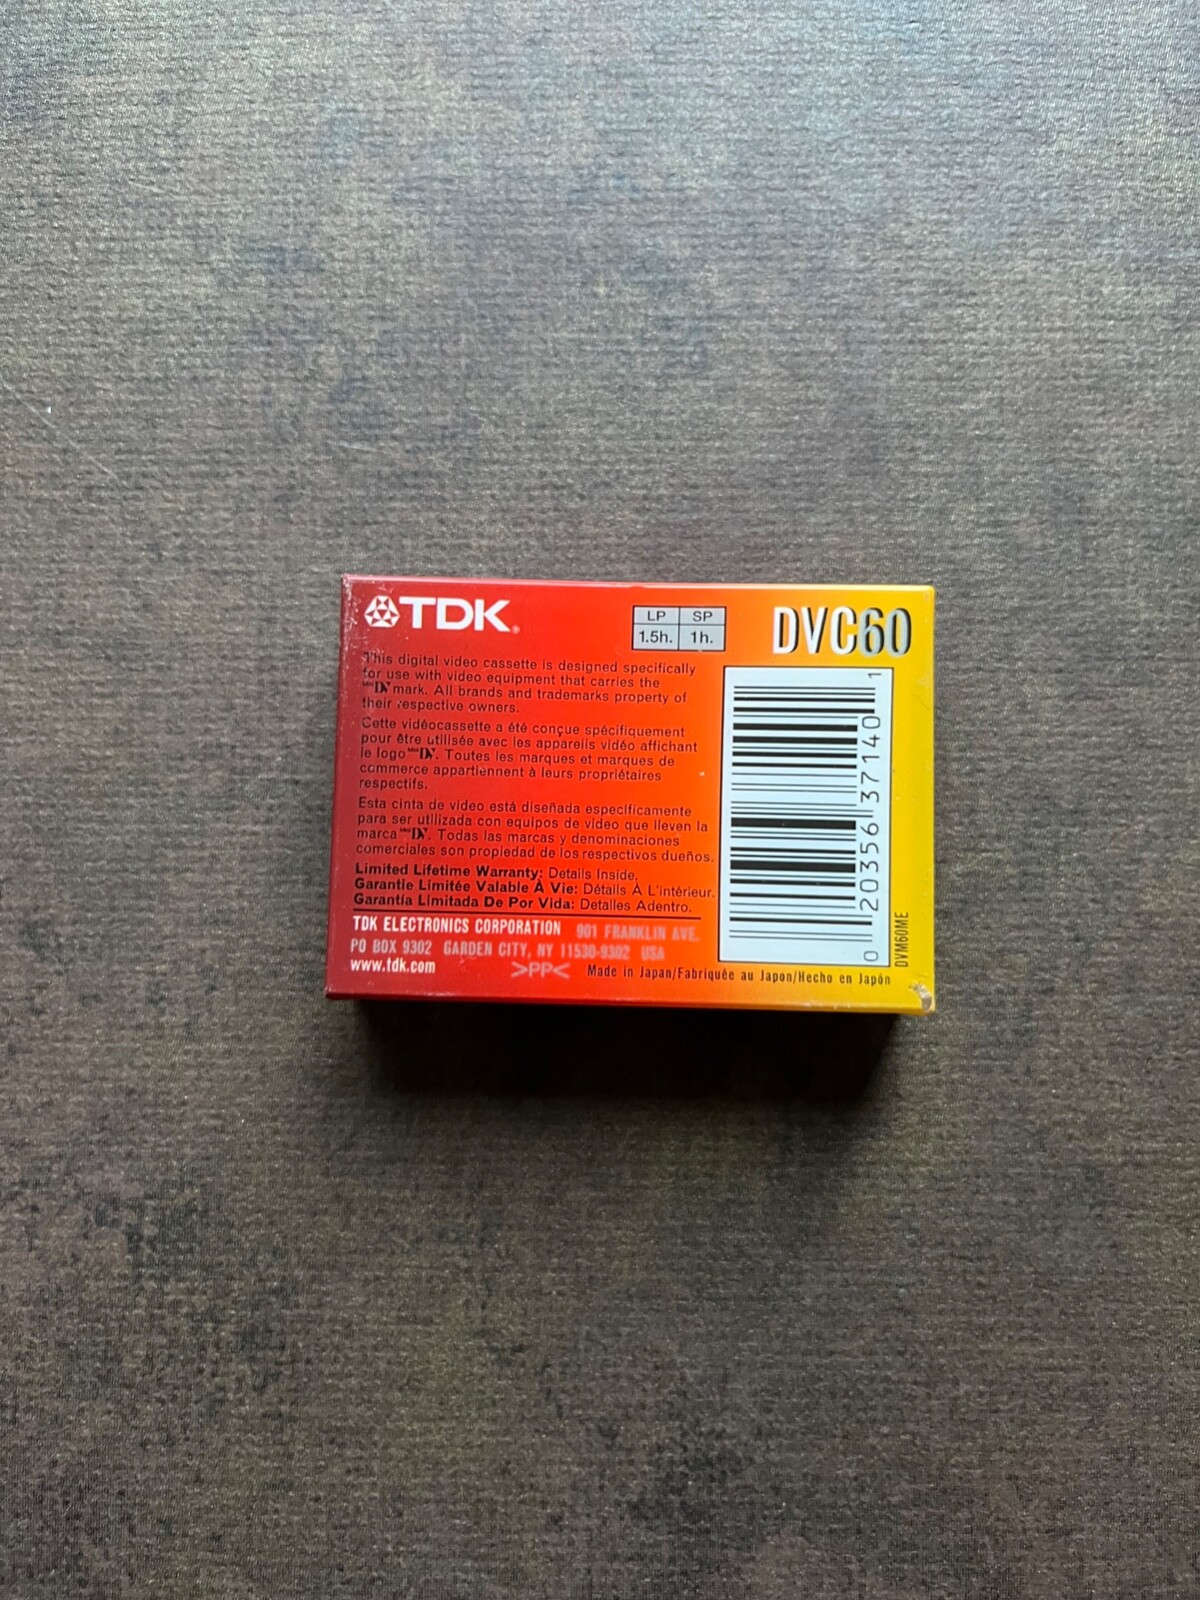 TDK®
LP SP
1.5h. 1h.
DVC60
This digital video cassette is designed specifically
for use with video equipment that carries the
Mini DV mark. All brands and trademarks property of
their respective owners.
Cette vidéocassette a été conçue spécifiquement
pour être utilisée avec les appareils vidéo affichant
le logo Mini DV. Toutes les marques et marques de
commerce appartiennent à leurs propriétaires
respectifs.
Esta cinta de video está diseñada específicamente
para ser utilizada con equipos de video que lleven la
marca Mini DV. Todas las marcas y denominaciones
comerciales son propiedad de los respectivos dueños.
Limited Lifetime Warranty: Details Inside.
Garantie Limitée Valable À Vie: Détails À L'intérieur.
Garantía Limitada De Por Vida: Detalles Adentro.
TDK ELECTRONICS CORPORATION 901 FRANKLIN AVE.
PO BOX 9302 GARDEN CITY, NY 11530-9302 USA
www.tdk.com >PP< Made in Japan/Fabriquée au Japon/Hecho en Japón
0 20356 37140 1
DVM60ME